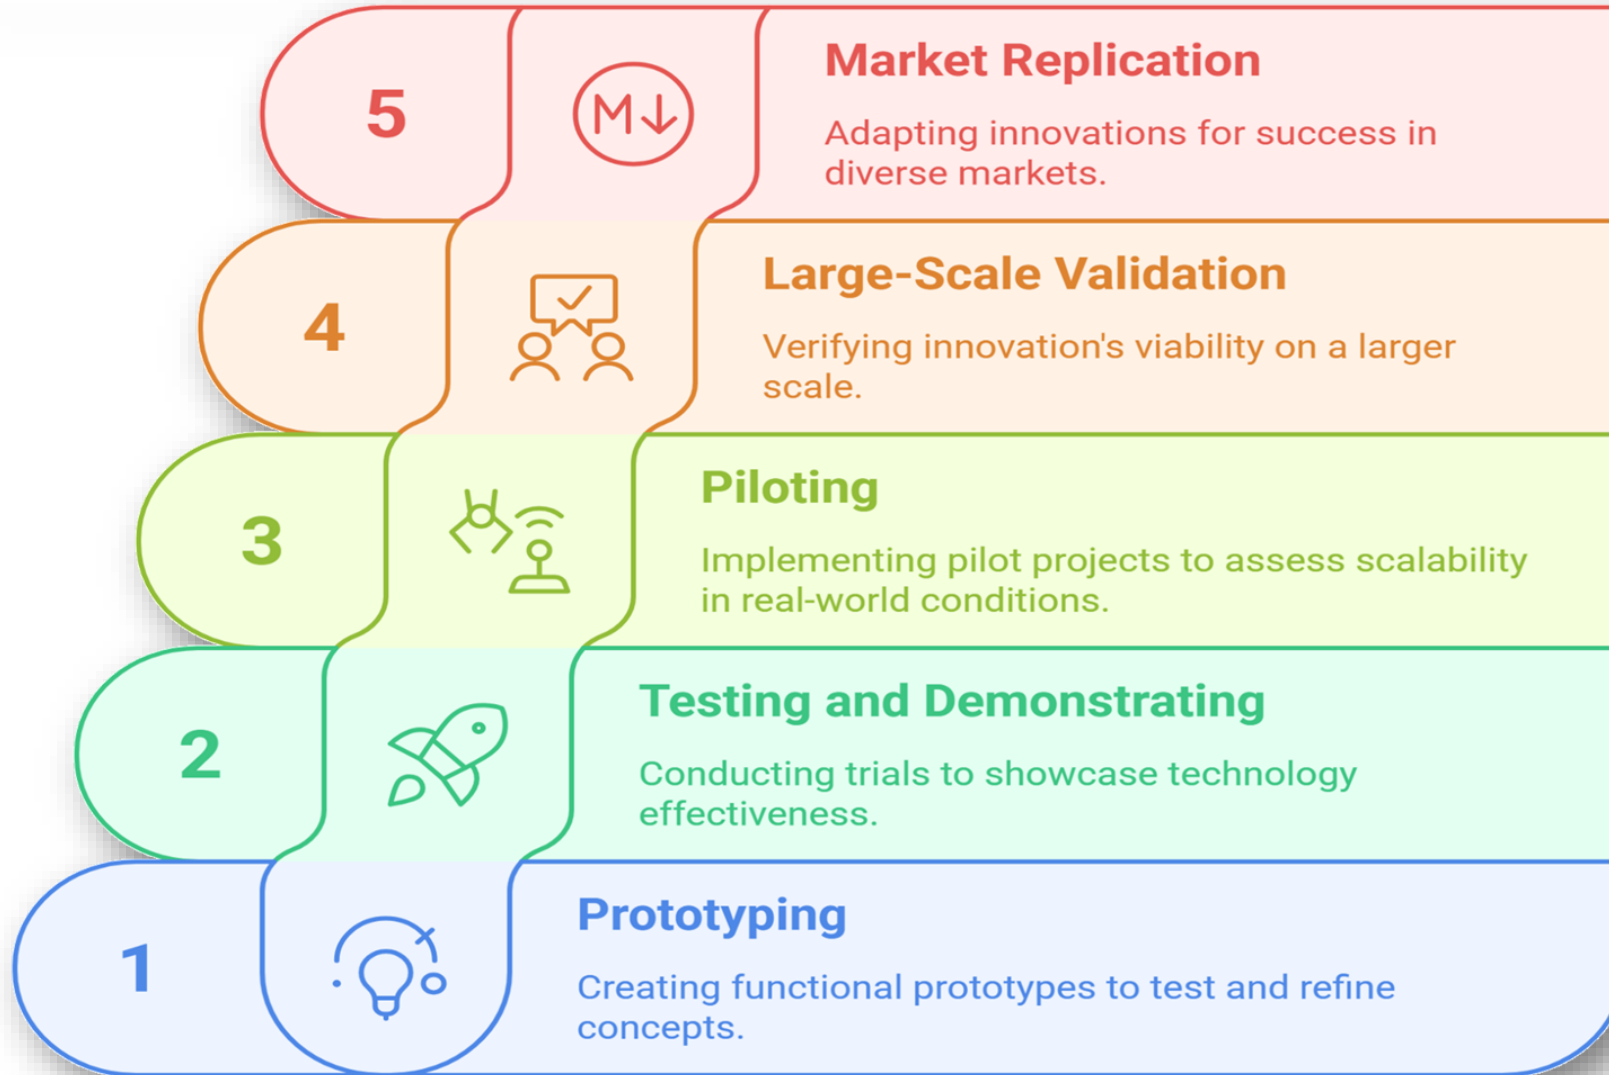 5
M↓
Market Replication
Adapting innovations for success in
diverse markets.
4
Large-Scale Validation
Verifying innovation's viability on a larger
scale.
3
Piloting
Implementing pilot projects to assess scalability
in real-world conditions.
2
Testing and Demonstrating
Conducting trials to showcase technology
effectiveness.
1
Prototyping
Creating functional prototypes to test and refine
concepts.